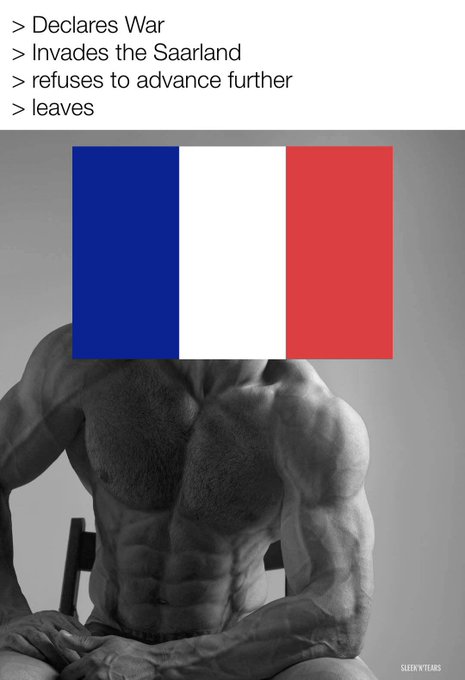 > Declares War
> Invades the Saarland
> refuses to advance further
> leaves
SLEEK'N'TEARS